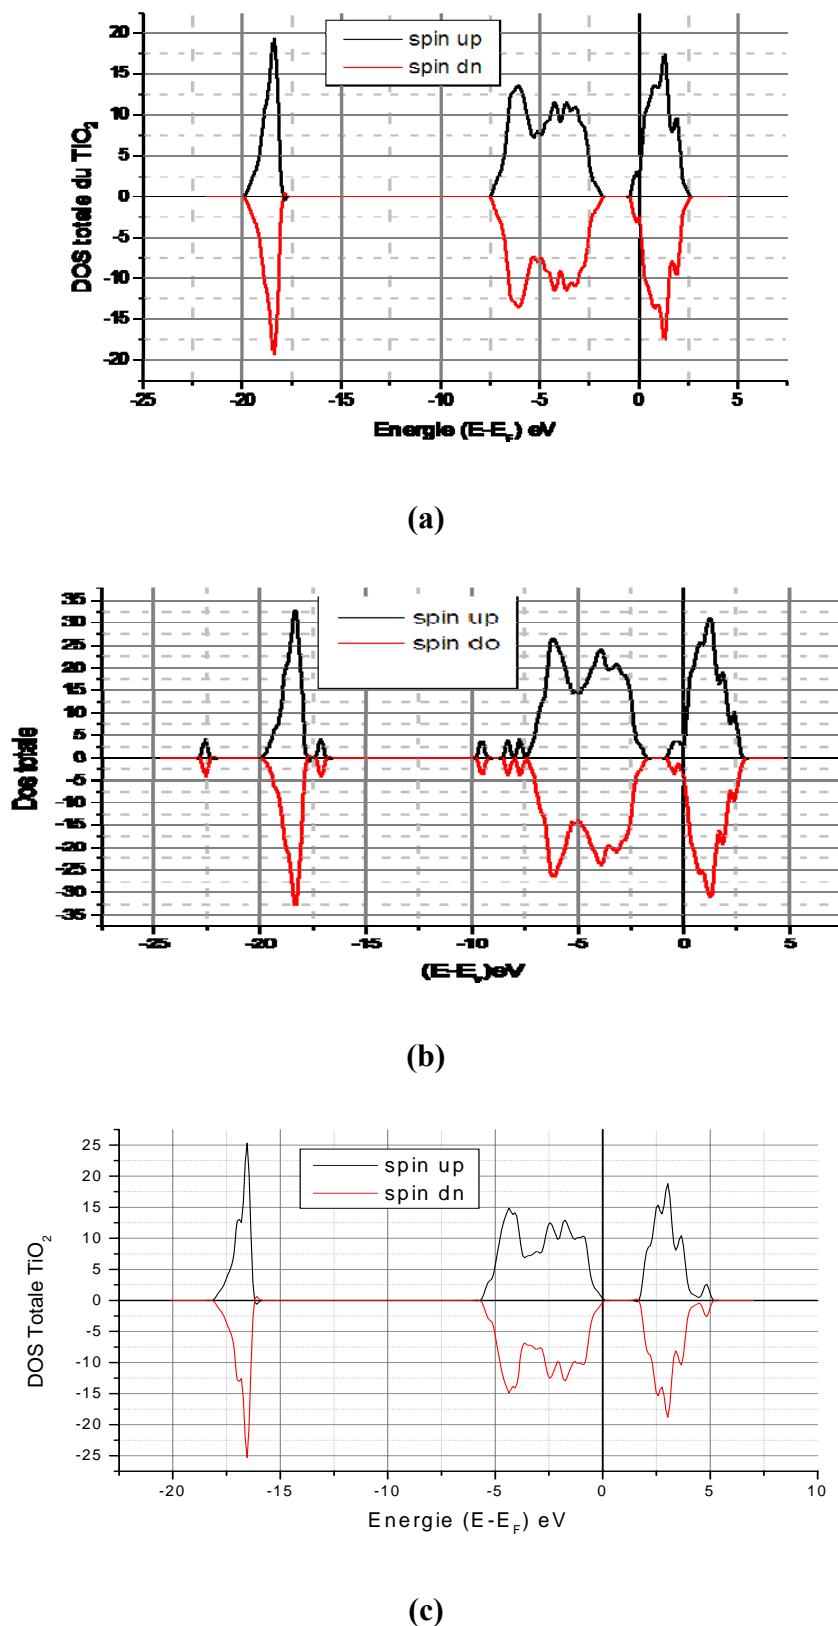 20
15
10
5
0
-5
-10
-15
-20
DOS totale du TiO2
spin up
spin dn
-25 -20 -15 -10 -5 0 5
Energie (E-EF) eV
(a)
35
30
25
20
15
10
5
0
-5
-10
-15
-20
-25
-30
-35
Dos totale
spin up
spin do
-25 -20 -15 -10 -5 0 5
(E-EF)eV
(b)
25
20
15
10
5
0
-5
-10
-15
-20
-25
DOS Totale TiO2
spin up
spin dn
-20 -15 -10 -5 0 5 10
Energie (E-EF) eV
(c)